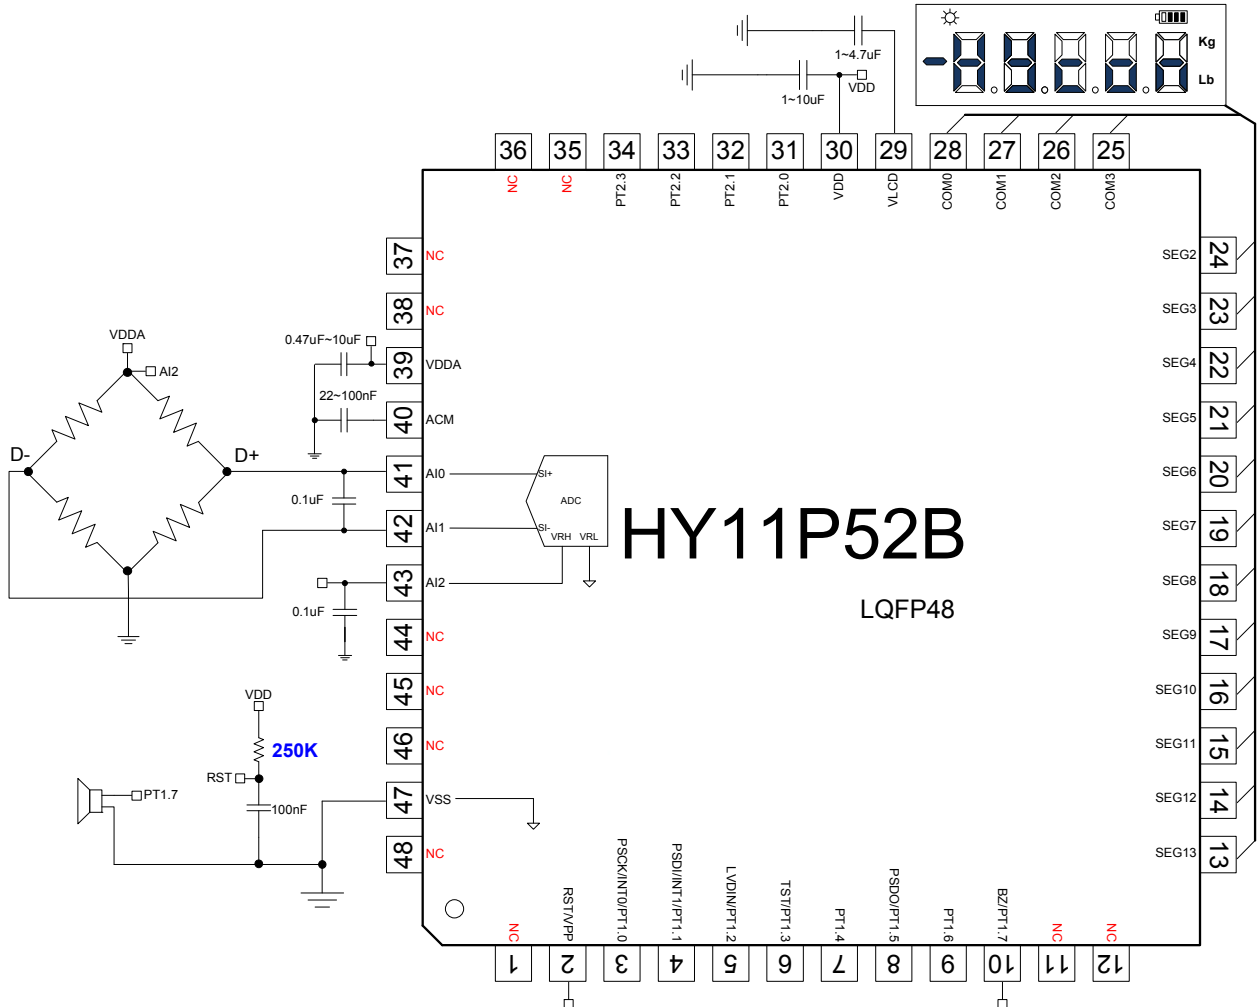 Kg
Lb
1~4.7uF
VDD
1~10uF
36
35
34
33
32
31
30
29
28
27
26
25
NC
NC
PT2.3
PT2.2
PT2.1
PT2.0
VDD
VLCD
COM0
COM1
COM2
COM3
37 NC
38 NC
39 VDDA
40 ACM
41 AI0
42 AI1
43 AI2
44 NC
45 NC
46 NC
47 VSS
48 NC
SEG2 24
SEG3 23
SEG4 22
SEG5 21
SEG6 20
SEG7 19
SEG8 18
SEG9 17
SEG10 16
SEG11 15
SEG12 14
SEG13 13
VDDA
AI2
D-
D+
0.47uF~10uF
22~100nF
0.1uF
0.1uF
SI+
ADC
SI-
VRH VRL
HY11P52B
LQFP48
VDD
250K
RST
100nF
PT1.7
NC
RST/VPP
PSCK/INT0/PT1.0
PSDI/INT1/PT1.1
LVDIN/PT1.2
TST/PT1.3
PT1.4
PSDO/PT1.5
PT1.6
BZ/PT1.7
NC
NC
1
2
3
4
5
6
7
8
9
10
11
12